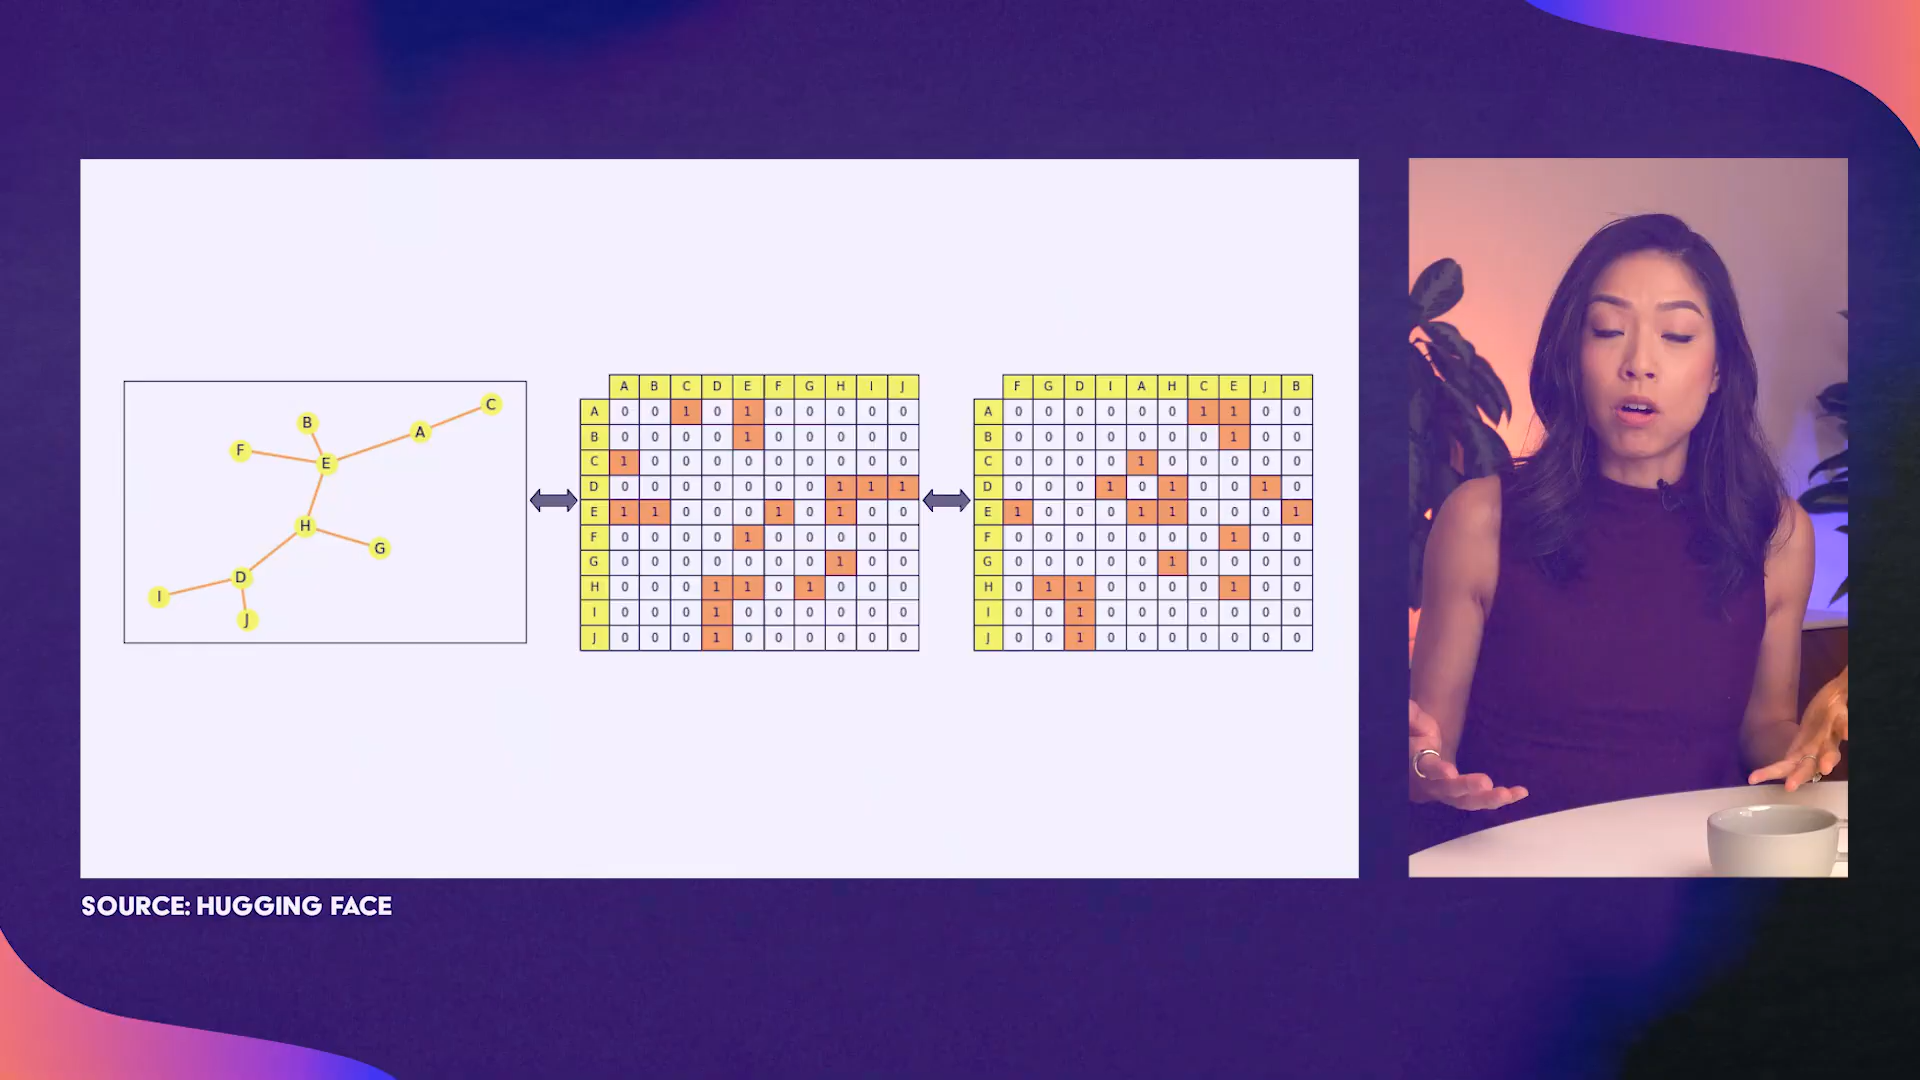 C
B
A
F
E
H
G
D
I
J
A B C D E F G H I J
A 0 0 1 0 1 0 0 0 0 0
B 0 0 0 0 1 0 0 0 0 0
C 1 0 0 0 0 0 0 0 0 0
D 0 0 0 0 0 0 0 1 1 1
E 1 1 0 0 0 1 0 1 0 0
F 0 0 0 0 1 0 0 0 0 0
G 0 0 0 0 0 0 0 1 0 0
H 0 0 0 1 1 0 1 0 0 0
I 0 0 0 1 0 0 0 0 0 0
J 0 0 0 1 0 0 0 0 0 0
F G D I A H C E J B
A 0 0 0 0 0 0 1 1 0 0
B 0 0 0 0 0 0 0 1 0 0
C 0 0 0 0 1 0 0 0 0 0
D 0 0 0 1 0 1 0 0 1 0
E 1 0 0 0 1 1 0 0 0 1
F 0 0 0 0 0 0 0 1 0 0
G 0 0 0 0 0 1 0 0 0 0
H 0 1 1 0 0 0 0 1 0 0
I 0 0 1 0 0 0 0 0 0 0
J 0 0 1 0 0 0 0 0 0 0
SOURCE: HUGGING FACE